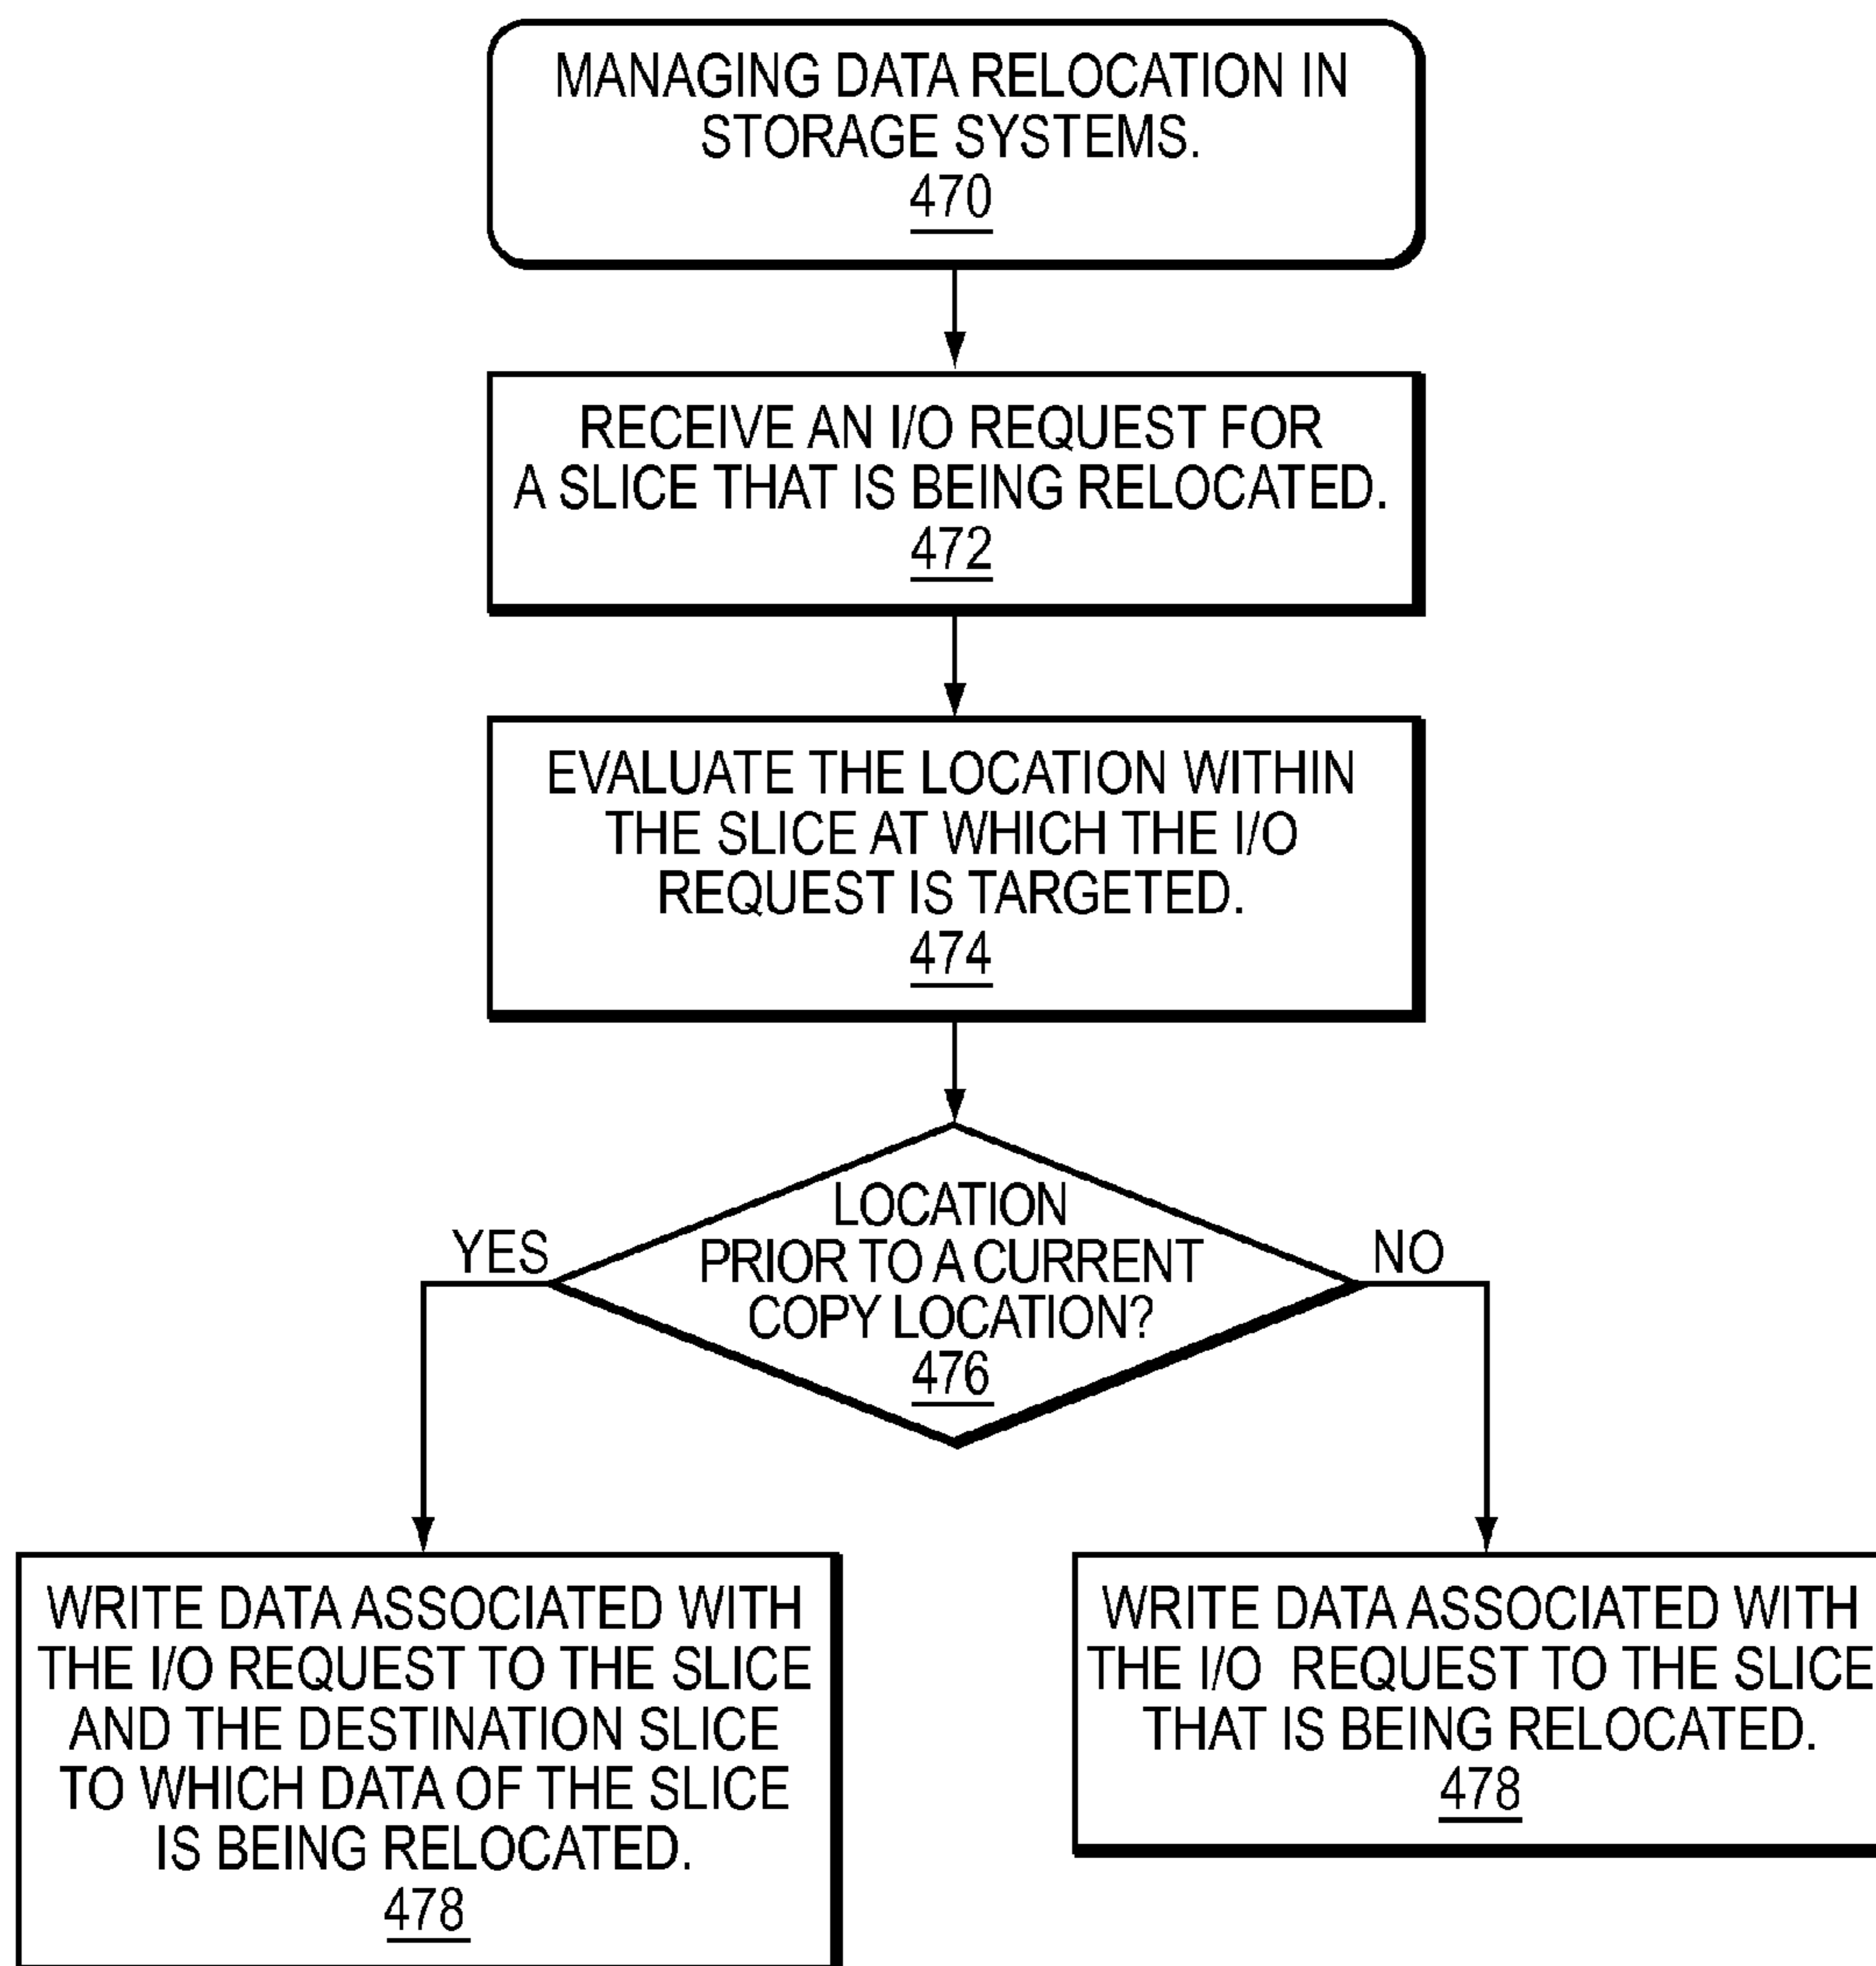 MANAGING DATA RELOCATION IN
STORAGE SYSTEMS.
470
RECEIVE AN I/O REQUEST FOR
A SLICE THAT IS BEING RELOCATED.
472
EVALUATE THE LOCATION WITHIN
THE SLICE AT WHICH THE I/O
REQUEST IS TARGETED.
474
LOCATION
PRIOR TO A CURRENT
COPY LOCATION?
476
YES
NO
WRITE DATA ASSOCIATED WITH
THE I/O REQUEST TO THE SLICE
AND THE DESTINATION SLICE
TO WHICH DATA OF THE SLICE
IS BEING RELOCATED.
478
WRITE DATA ASSOCIATED WITH
THE I/O REQUEST TO THE SLICE
THAT IS BEING RELOCATED.
478